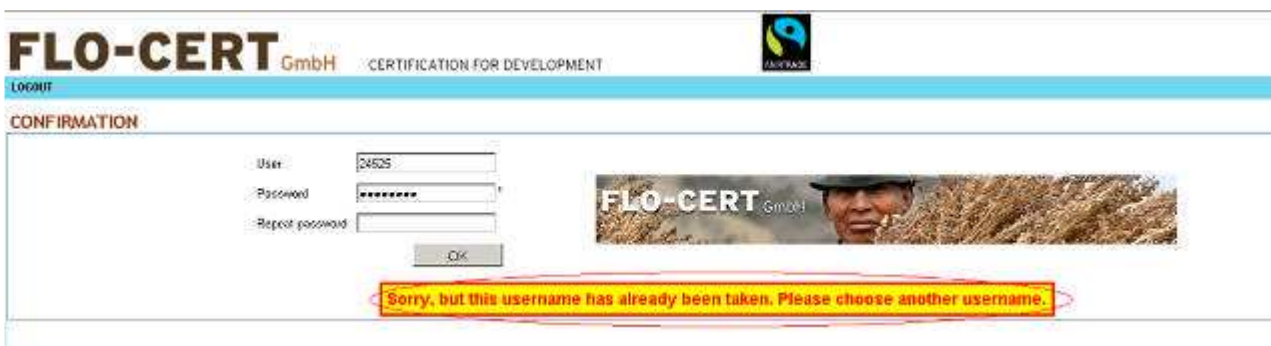 FLO-CERT GmbH CERTIFICATION FOR DEVELOPMENT
FAIRTRADE
LOGOUT
CONFIRMATION
User 24525
Password ******** *
Repeat password
OK
FLO-CERT GmbH
Sorry, but this username has already been taken. Please choose another username.